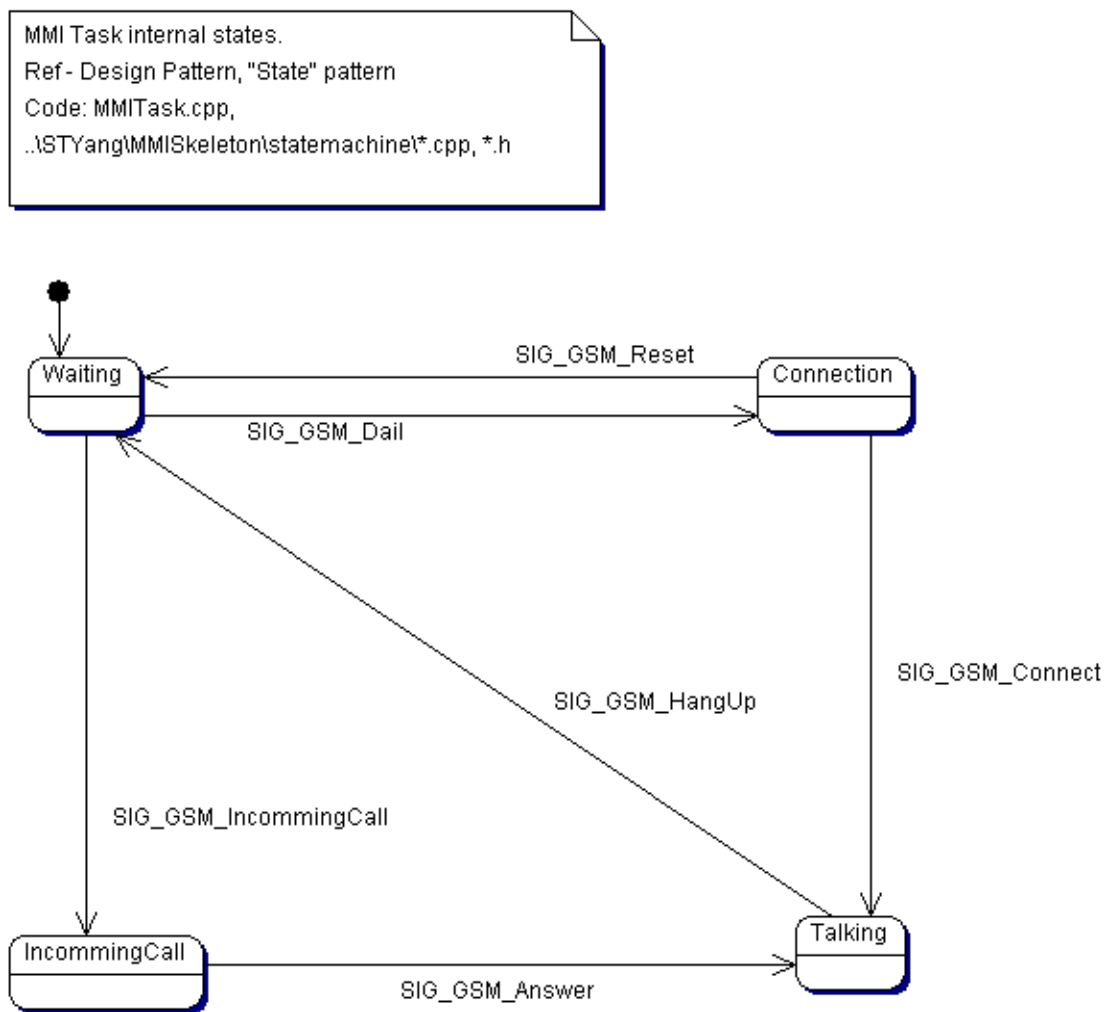 MMI Task internal states.
Ref - Design Pattern, "State" pattern
Code: MMITask.cpp,
..\STYang\MMISkeleton\statemachine\*.cpp, *.h
SIG_GSM_Reset
Waiting
Connection
SIG_GSM_Dail
SIG_GSM_Connect
SIG_GSM_HangUp
SIG_GSM_IncommingCall
Talking
IncommingCall
SIG_GSM_Answer